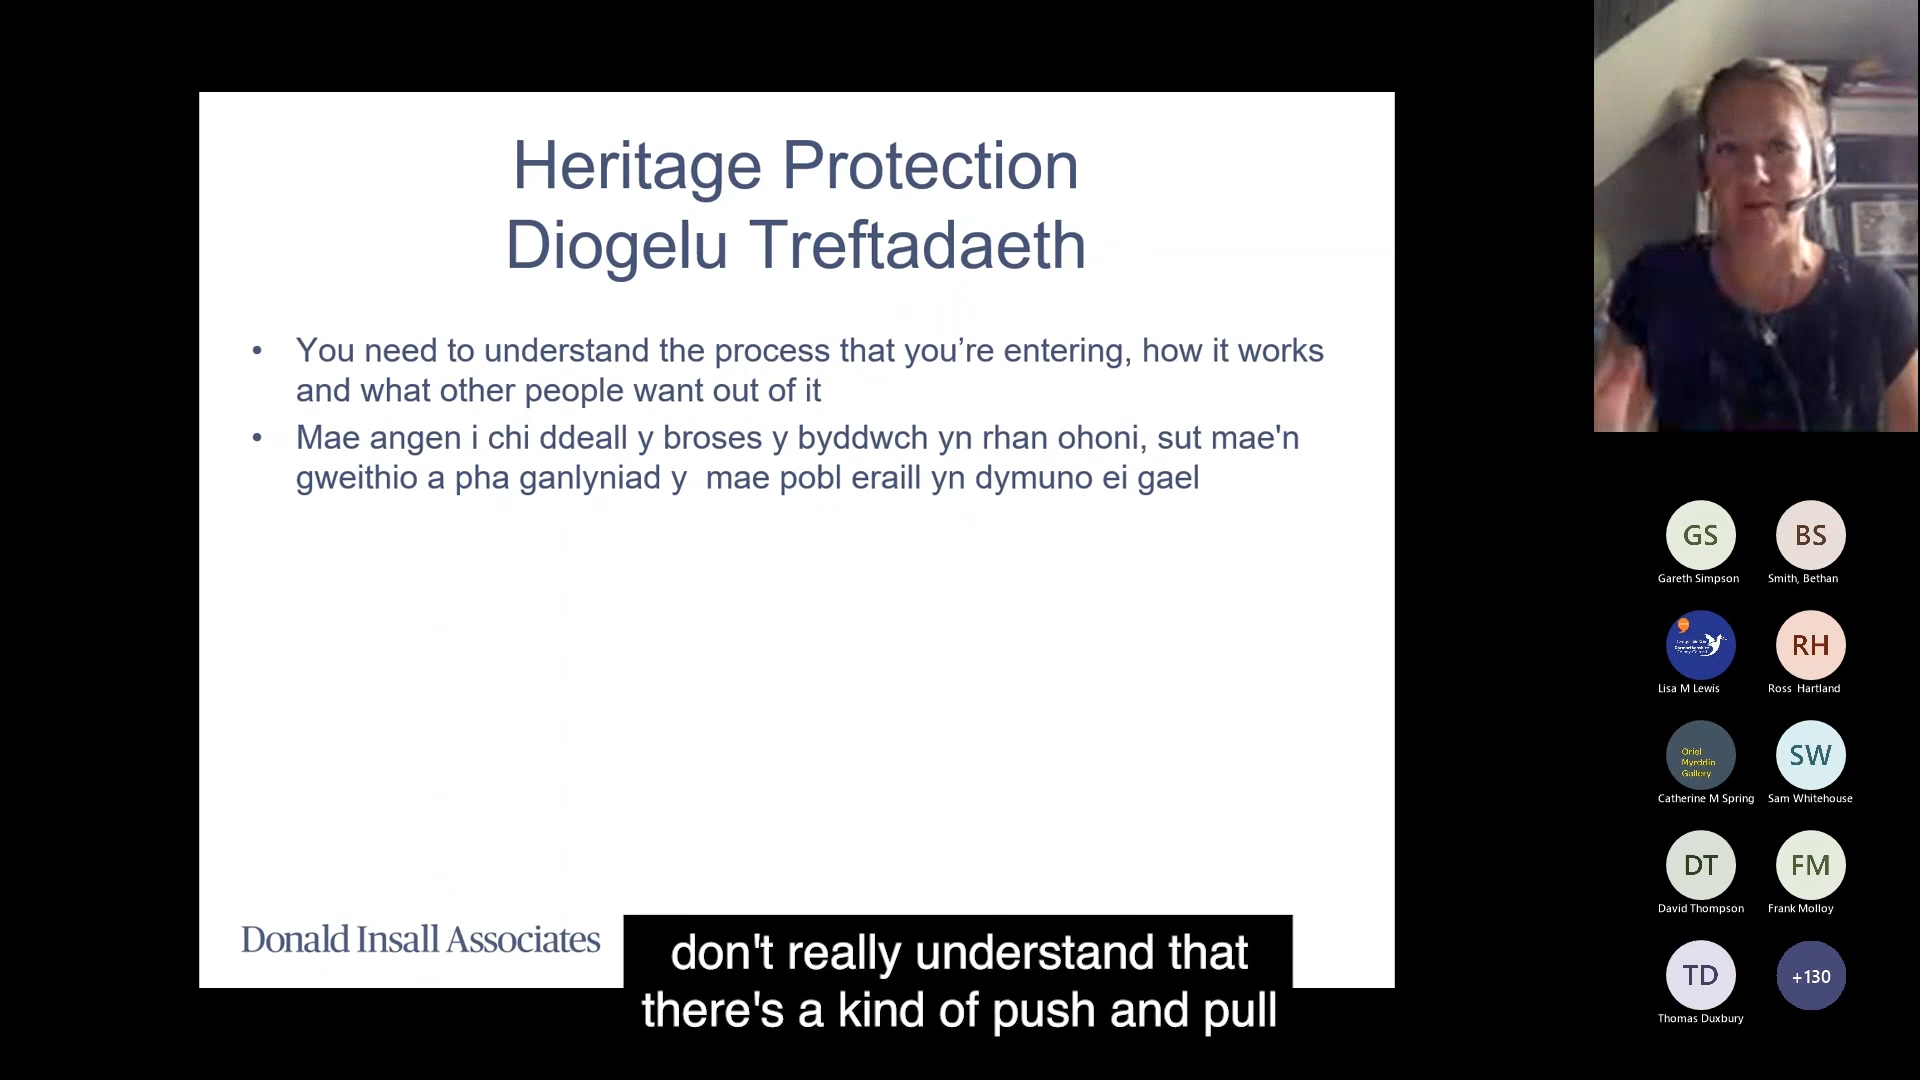 Heritage Protection
Diogelu Treftadaeth
• You need to understand the process that you’re entering, how it works
and what other people want out of it
• Mae angen i chi ddeall y broses y byddwch yn rhan ohoni, sut mae'n
gweithio a pha ganlyniad y mae pobl eraill yn dymuno ei gael
Donald Insall Associates
don't really understand that
there's a kind of push and pull
GS
Gareth Simpson
BS
Smith, Bethan
Lisa M Lewis
RH
Ross Hartland
Oriel
Myrddin
Gallery
Catherine M Spring
SW
Sam Whitehouse
DT
David Thompson
FM
Frank Molloy
TD
Thomas Duxbury
+130